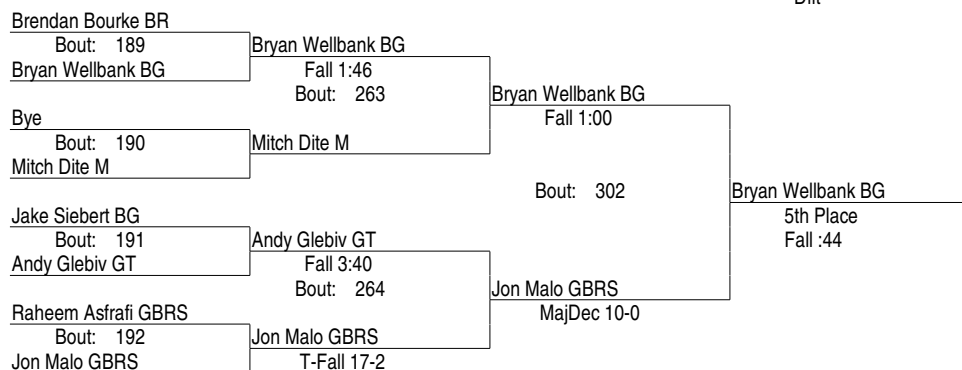 Dflt
Brendan Bourke BR
Bout: 189
Bryan Wellbank BG
Bryan Wellbank BG
Fall 1:46
Bout: 263
Bryan Wellbank BG
Fall 1:00
Bye
Bout: 190
Mitch Dite M
Mitch Dite M
Bout: 302
Bryan Wellbank BG
5th Place
Fall :44
Jake Siebert BG
Bout: 191
Andy Glebiv GT
Andy Glebiv GT
Fall 3:40
Bout: 264
Jon Malo GBRS
MajDec 10-0
Raheem Asfrafi GBRS
Bout: 192
Jon Malo GBRS
Jon Malo GBRS
T-Fall 17-2